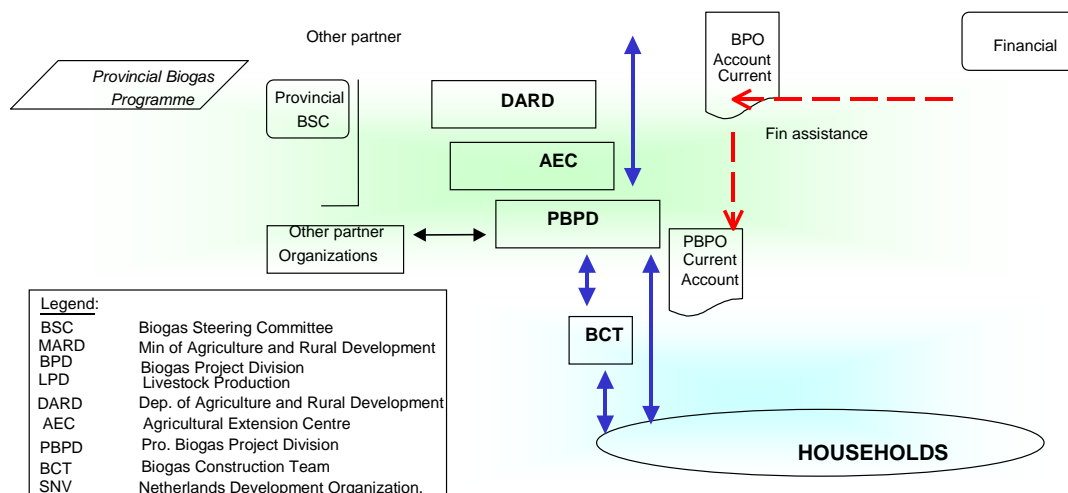 Other partner
BPO
Account
Current
Financial
Provincial Biogas
Programme
Provincial
BSC
DARD
Fin assistance
AEC
PBPD
Other partner
Organizations
PBPO
Current
Account
BCT
HOUSEHOLDS
Legend:
BSC Biogas Steering Committee
MARD Min of Agriculture and Rural Development
BPD Biogas Project Division
LPD Livestock Production
DARD Dep. of Agriculture and Rural Development
AEC Agricultural Extension Centre
PBPD Pro. Biogas Project Division
BCT Biogas Construction Team
SNV Netherlands Development Organization.